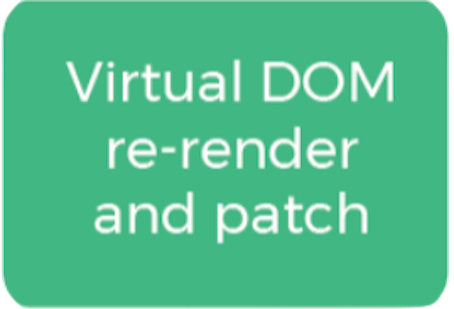 Virtual DOM
re-render
and patch